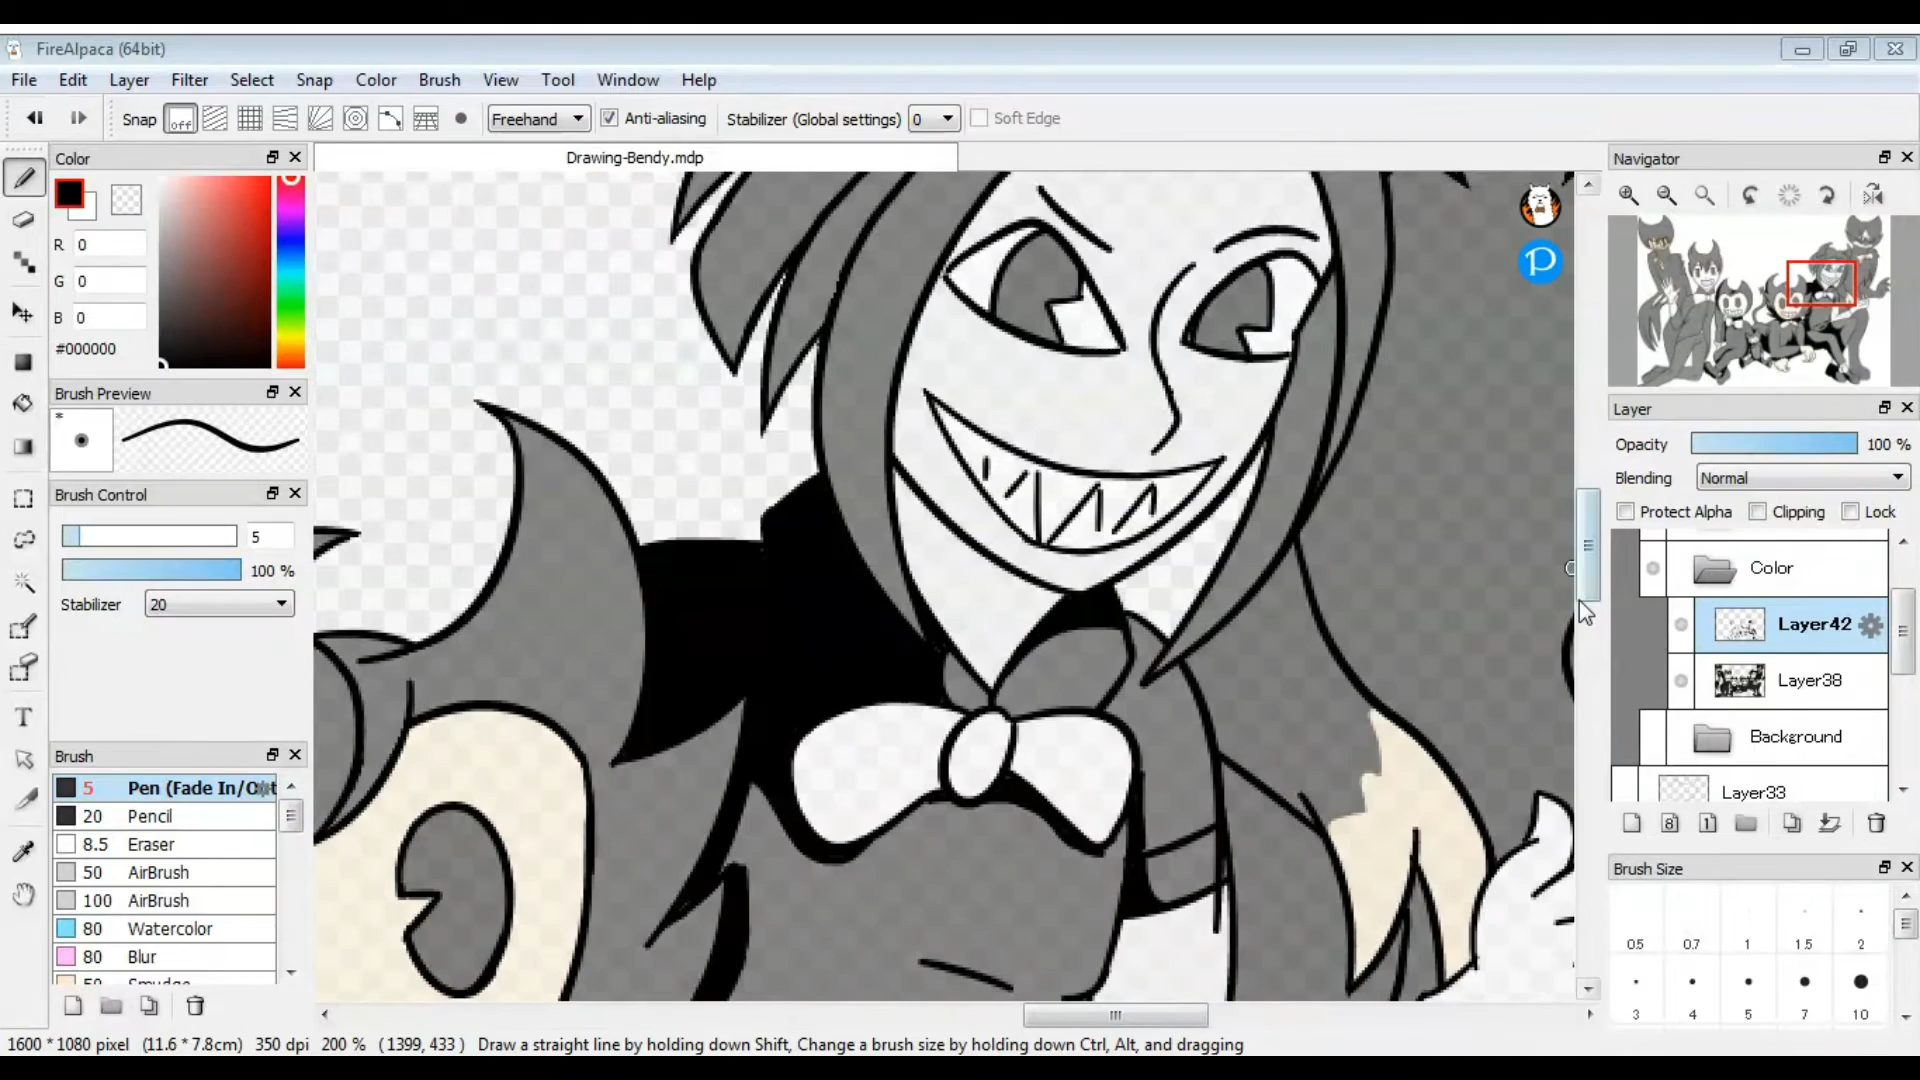 FireAlpaca (64bit)
File Edit Layer Filter Select Snap Color Brush View Tool Window Help
Snap off Freehand Anti-aliasing Stabilizer (Global settings) 0 Soft Edge
Color
Drawing-Bendy.mdp
Navigator
R 0
G 0
B 0
#000000
Brush Preview
*
Brush Control
5
100 %
Stabilizer 20
P
Layer
Opacity 100 %
Blending Normal
Protect Alpha Clipping Lock
Color
Layer42
Layer38
Background
Layer33
8 1
Brush
5 Pen (Fade In/Out
20 Pencil
8.5 Eraser
50 AirBrush
100 AirBrush
80 Watercolor
80 Blur
50 Smudge
T
Brush Size
0.5 0.7 1 1.5 2
3 4 5 7 10
1600 * 1080 pixel (11.6 * 7.8cm) 350 dpi 200 % ( 1399, 433 ) Draw a straight line by holding down Shift, Change a brush size by holding down Ctrl, Alt, and dragging